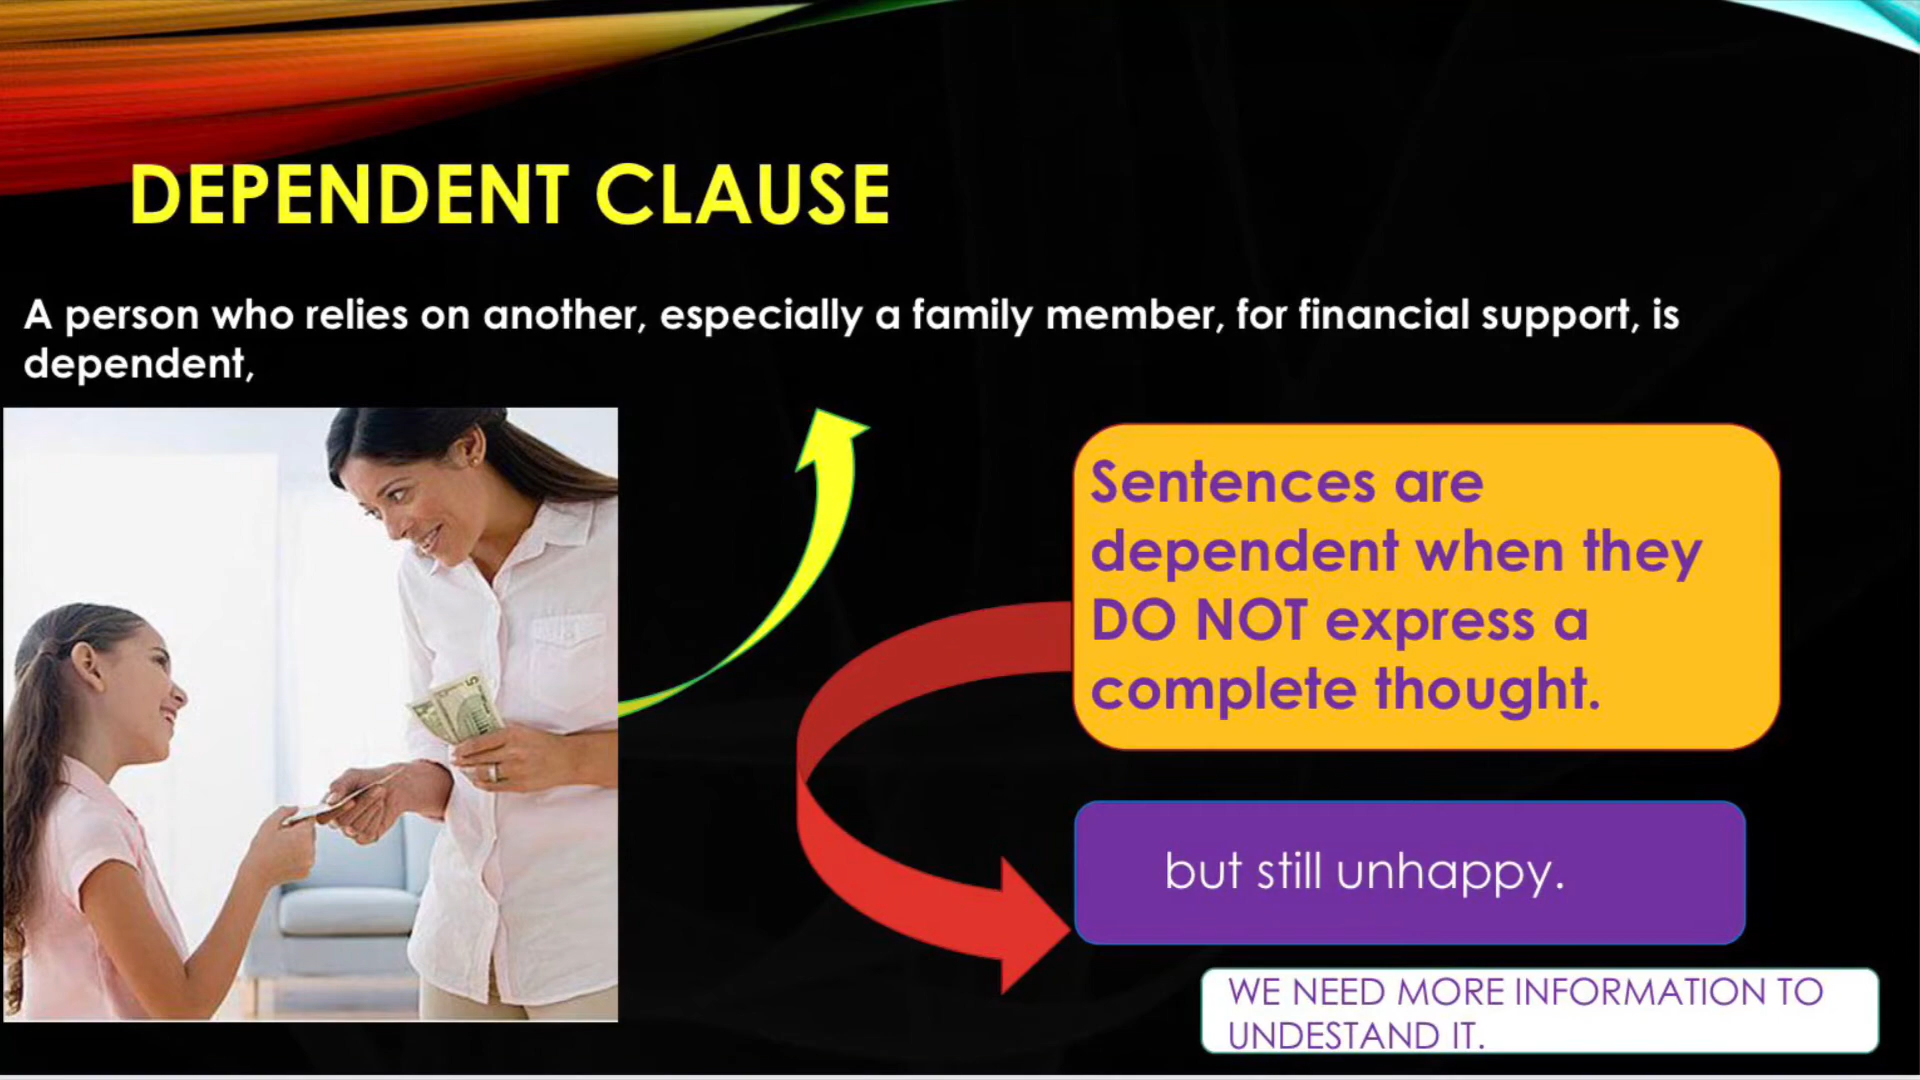 DEPENDENT CLAUSE
A person who relies on another, especially a family member, for financial support, is
dependent,
Sentences are
dependent when they
DO NOT express a
complete thought.
but still unhappy.
WE NEED MORE INFORMATION TO
UNDESTAND IT.